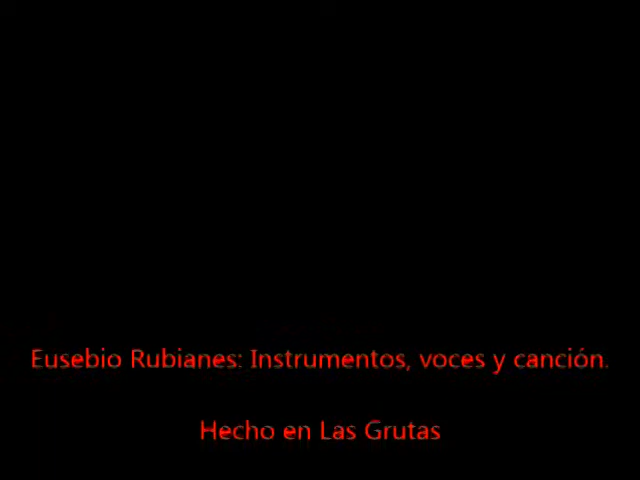 Eusebio Rubianes: Instrumentos, voces y canción.
Hecho en Las Grutas